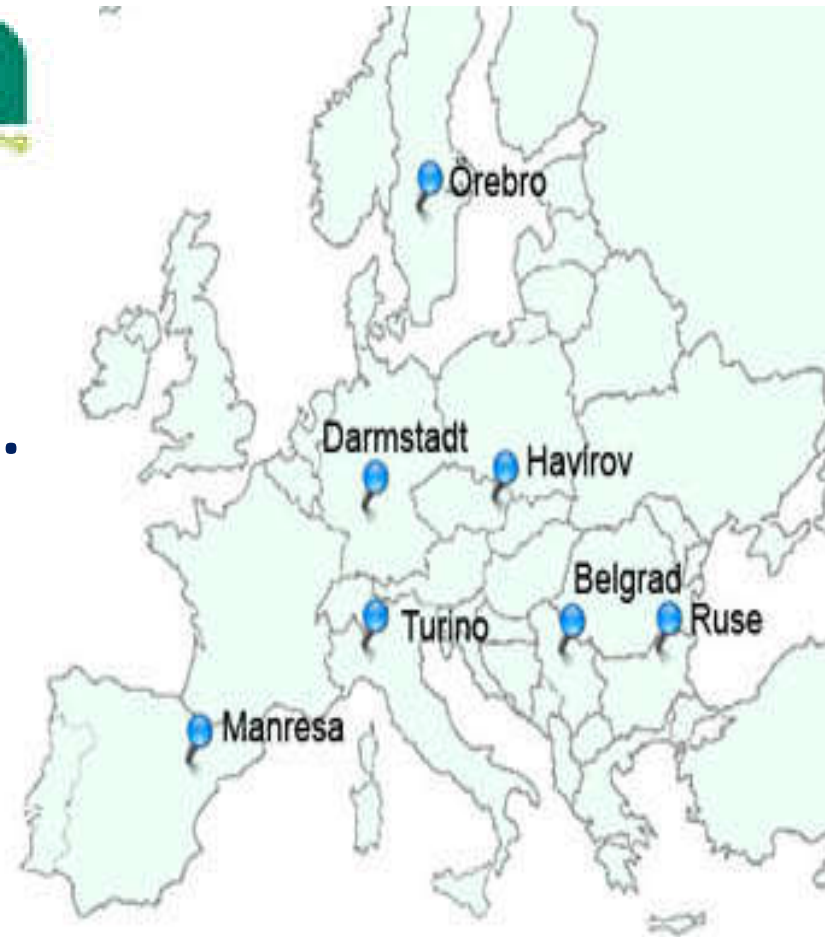 Örebro
.
Darmstadt
Havirov
Belgrad
Ruse
Turino
Manresa